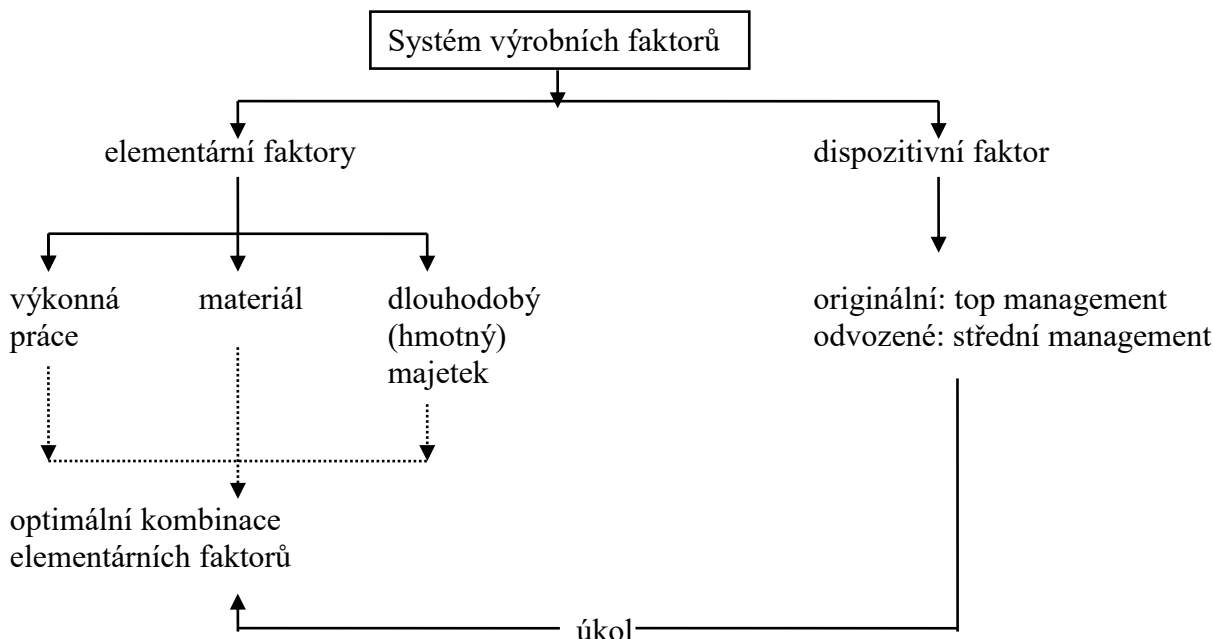 Systém výrobních faktorů
elementární faktory
dispozitivní faktor
výkonná
práce
materiál
dlouhodobý
(hmotný)
majetek
originální: top management
odvozené: střední management
optimální kombinace
elementárních faktorů
úkol